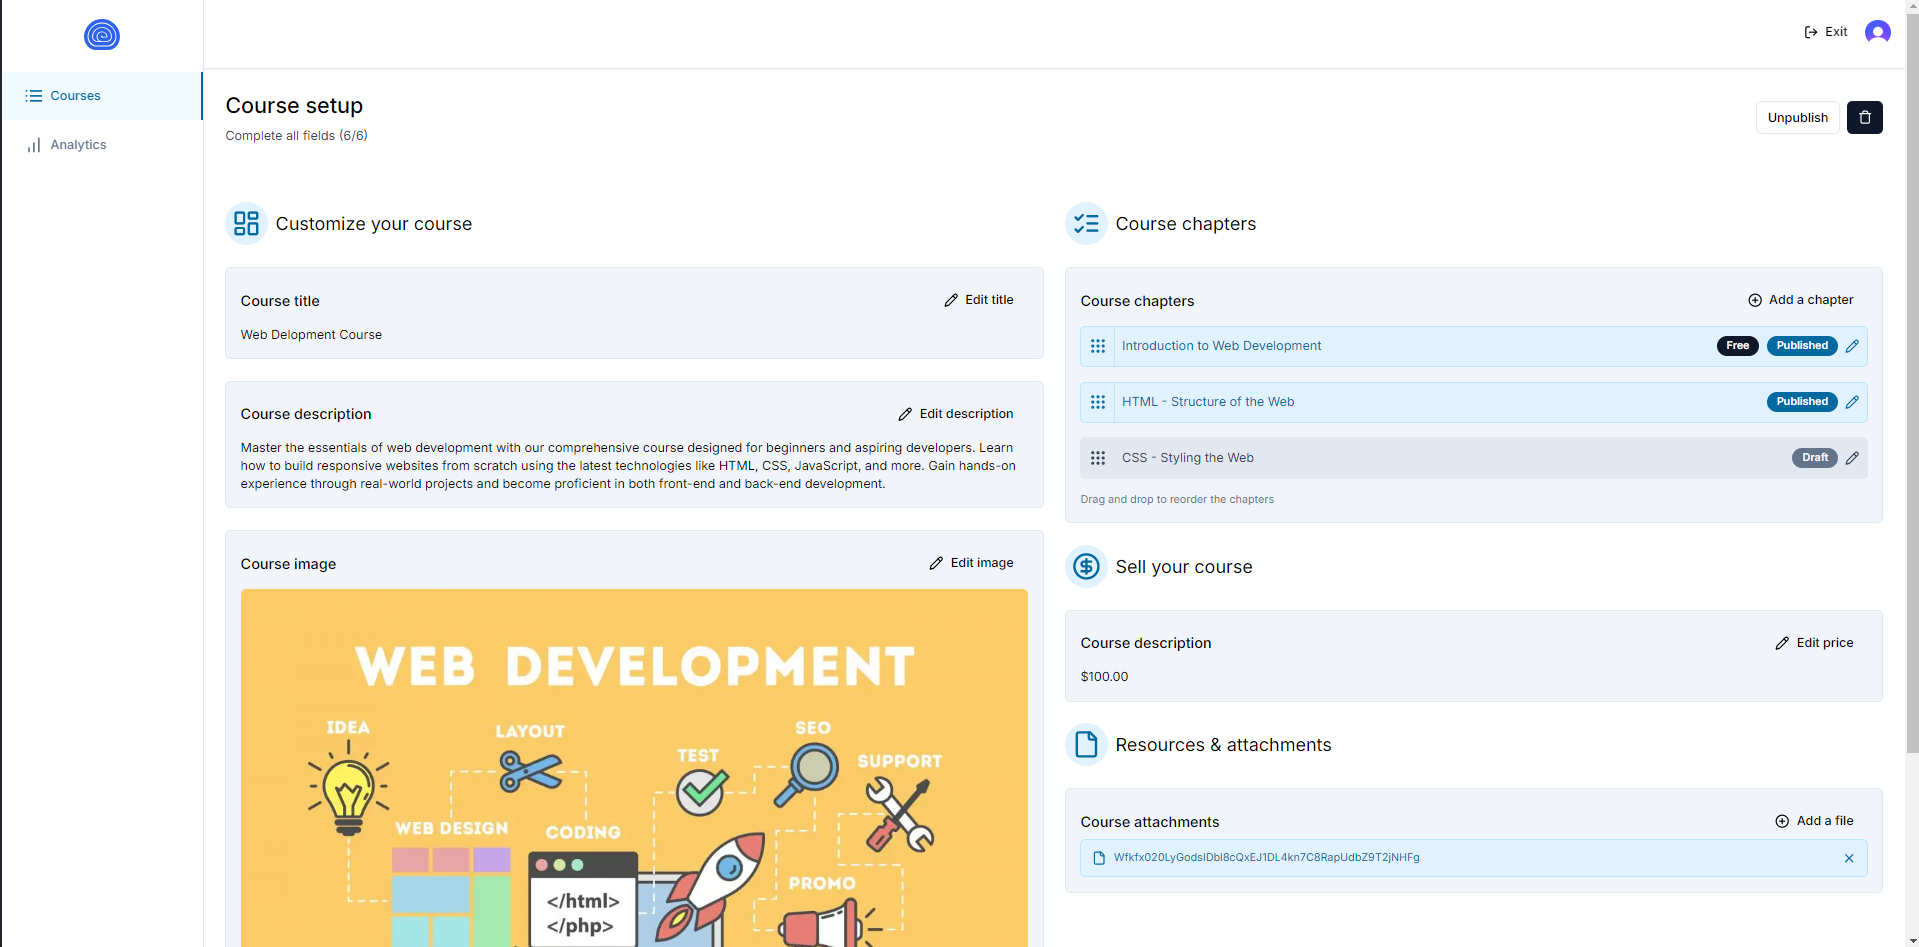 Exit
Courses
Analytics
Course setup
Complete all fields (6/6)
Unpublish
Customize your course
Course title
Edit title
Web Delopment Course
Course description
Edit description
Master the essentials of web development with our comprehensive course designed for beginners and aspiring developers. Learn
how to build responsive websites from scratch using the latest technologies like HTML, CSS, JavaScript, and more. Gain hands-on
experience through real-world projects and become proficient in both front-end and back-end development.
Course image
Edit image
WEB DEVELOPMENT
IDEA
LAYOUT
TEST
SEO
SUPPORT
WEB DESIGN
CODING
</html>
</php>
PROMO
Course chapters
Course chapters
Add a chapter
Introduction to Web Development
Free
Published
HTML - Structure of the Web
Published
CSS - Styling the Web
Draft
Drag and drop to reorder the chapters
Sell your course
Course description
Edit price
$100.00
Resources & attachments
Course attachments
Add a file